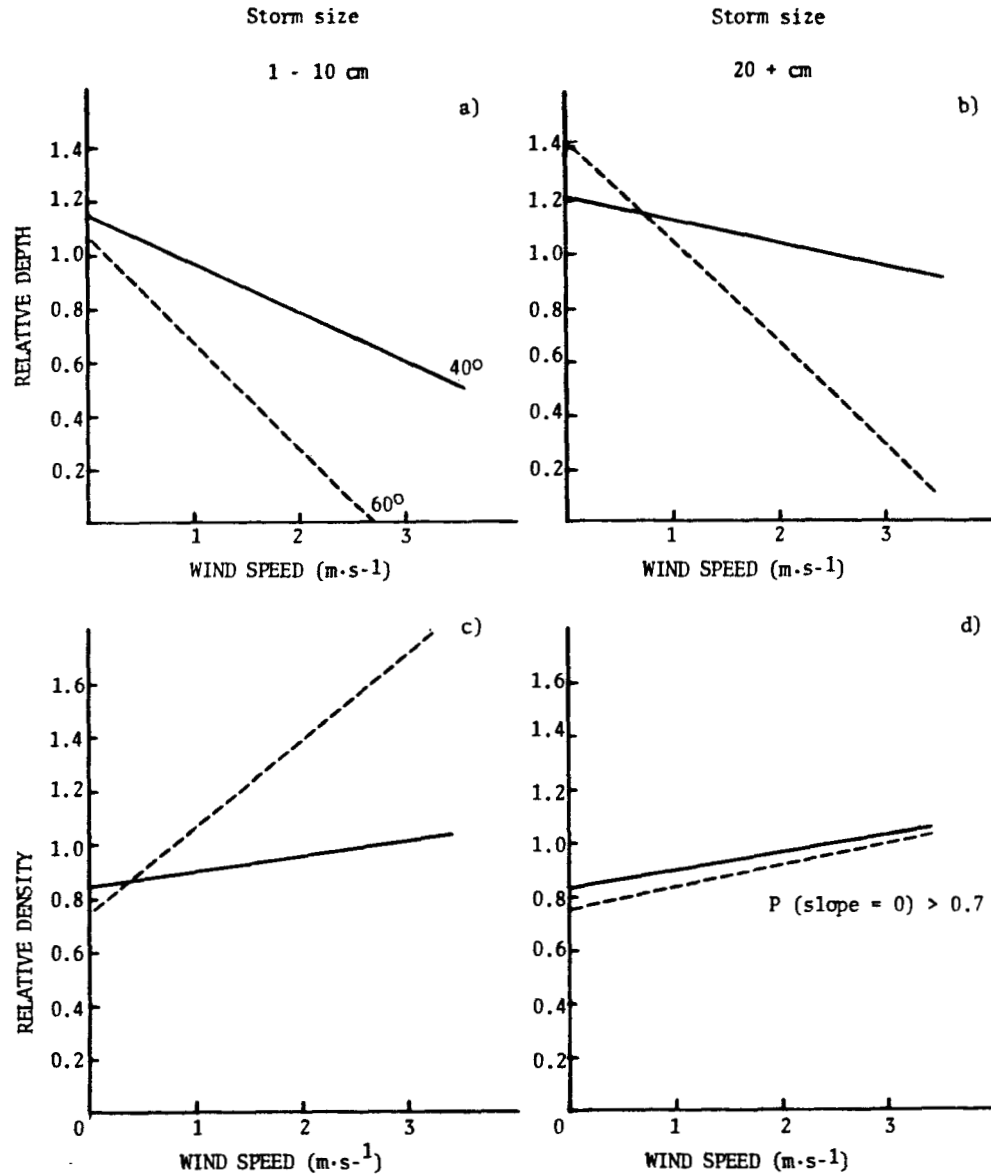 Storm size
1 - 10 cm
Storm size
20 + cm
a)
RELATIVE DEPTH
1.4
1.2
1.0
0.8
0.6
0.4
0.2
40º
60º
1
2
3
WIND SPEED (m·s-1)
b)
1.4
1.2
1.0
0.8
0.6
0.4
0.2
1
2
3
WIND SPEED (m·s-1)
c)
RELATIVE DENSITY
1.6
1.4
1.2
1.0
0.8
0.6
0.4
0.2
0
1
2
3
WIND SPEED (m·s-1)
d)
1.6
1.4
1.2
1.0
0.8
0.6
0.4
0.2
P (slope = 0) > 0.7
0
1
2
3
WIND SPEED (m·s-1)